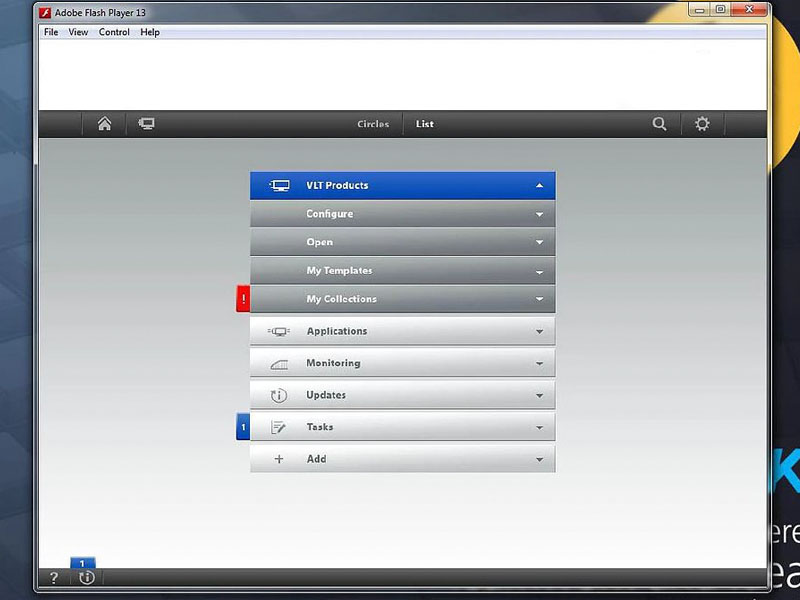 Adobe Flash Player 13
File View Control Help
Circles List
VLT Products
Configure
Open
My Templates
! My Collections
Applications
Monitoring
Updates
1 Tasks
+ Add
K
ere
ea
1
?